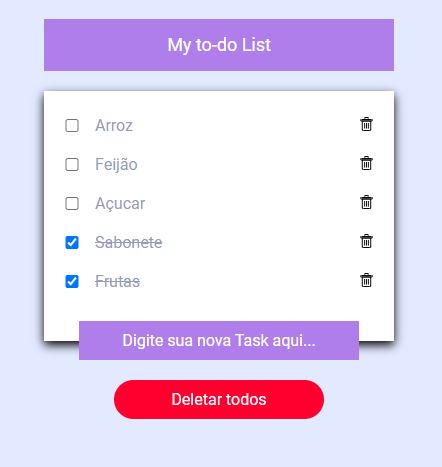 My to-do List
Arroz
Feijão
Açucar
Sabonete
Frutas
Digite sua nova Task aqui...
Deletar todos